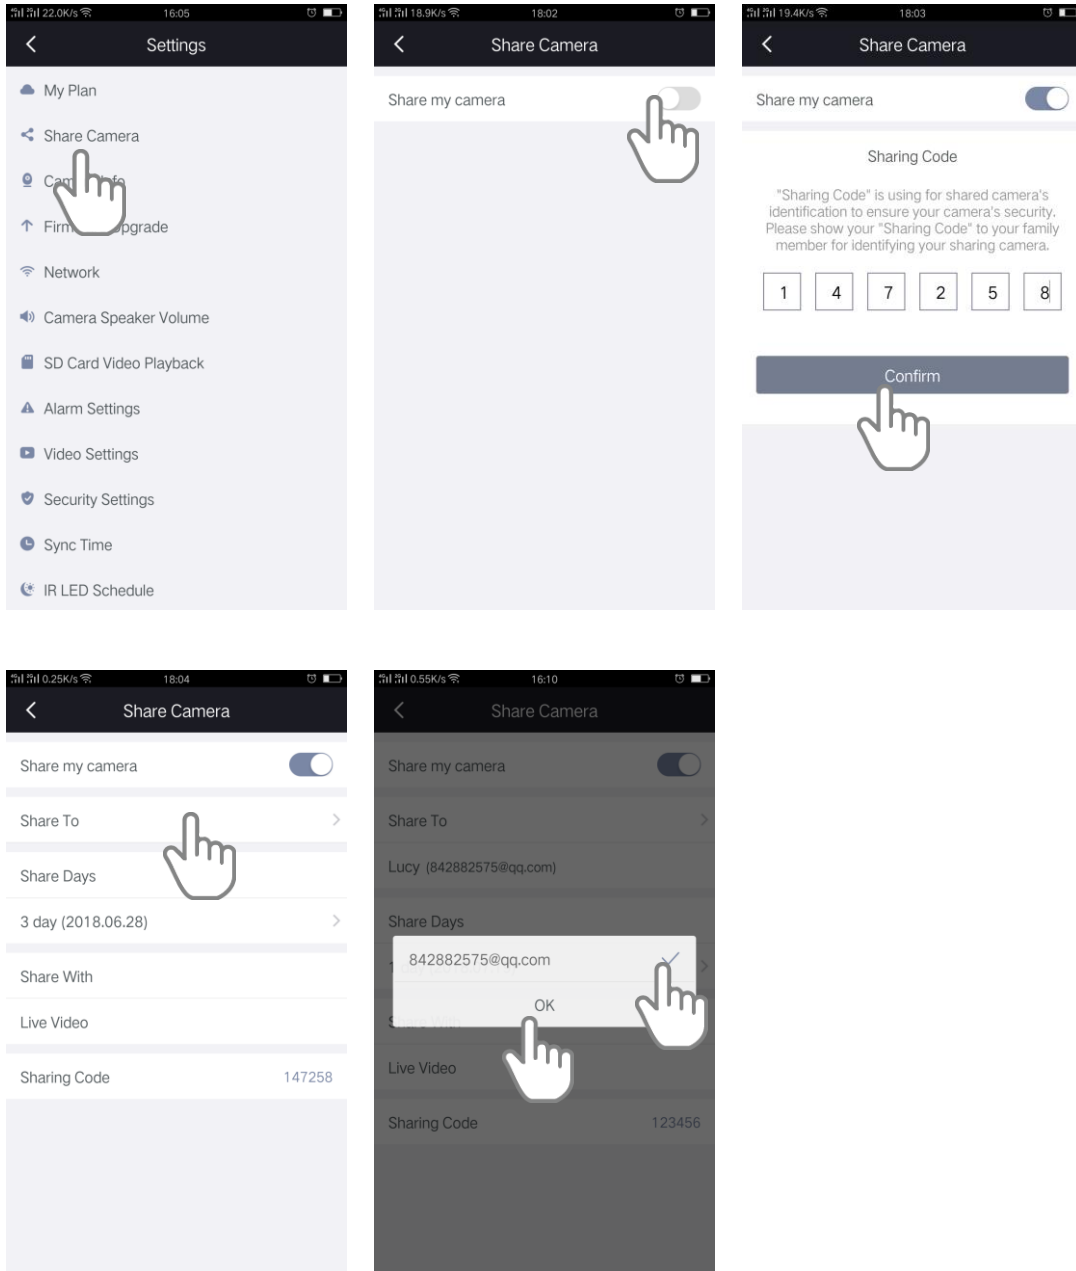 22.0K/s 16:05
Settings
My Plan
Share Camera
Camera Info
Firmware Upgrade
Network
Camera Speaker Volume
SD Card Video Playback
Alarm Settings
Video Settings
Security Settings
Sync Time
IR LED Schedule
18.9K/s 18:02
Share Camera
Share my camera
19.4K/s 18:03
Share Camera
Share my camera
Sharing Code
"Sharing Code" is using for shared camera's
identification to ensure your camera's security.
Please show your "Sharing Code" to your family
member for identifying your sharing camera.
1 4 7 2 5 8
Confirm
0.25K/s 18:04
Share Camera
Share my camera
Share To
Share Days
3 day (2018.06.28)
Share With
Live Video
Sharing Code 147258
0.55K/s 16:10
Share Camera
Share my camera
Share To
Lucy (842882575@qq.com)
Share Days
842882575@qq.com
OK
Share With
Live Video
Sharing Code 123456